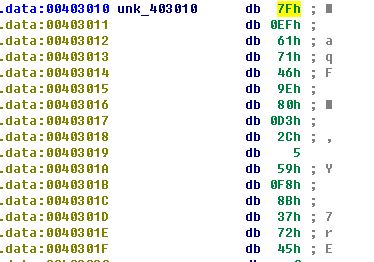 .data:00403010 unk_403010 db 7Fh ;
.data:00403011 db 0EFh ;
.data:00403012 db 61h ; a
.data:00403013 db 71h ; q
.data:00403014 db 46h ; F
.data:00403015 db 9Eh ;
.data:00403016 db 80h ;
.data:00403017 db 0D3h ;
.data:00403018 db 2Ch ; ,
.data:00403019 db 5
.data:0040301A db 59h ; Y
.data:0040301B db 0F8h ;
.data:0040301C db 8Bh ;
.data:0040301D db 37h ; 7
.data:0040301E db 72h ; r
.data:0040301F db 45h ; E